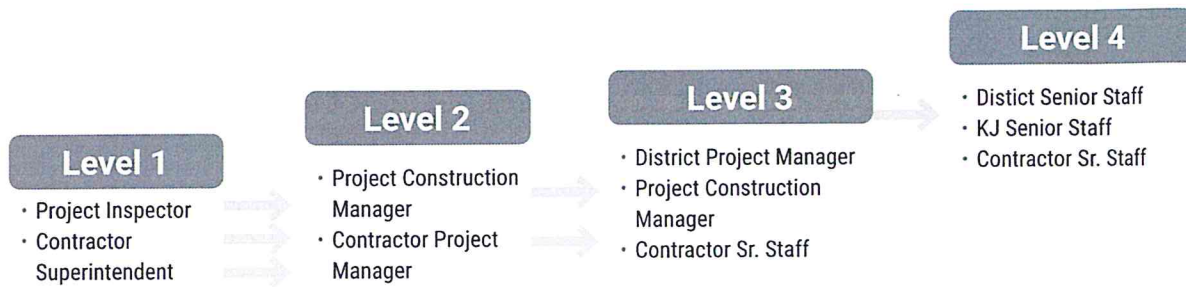 Level 1
· Project Inspector
· Contractor
Superintendent
Level 2
· Project Construction
Manager
· Contractor Project
Manager
Level 3
· District Project Manager
· Project Construction
Manager
· Contractor Sr. Staff
Level 4
· Distict Senior Staff
· KJ Senior Staff
· Contractor Sr. Staff